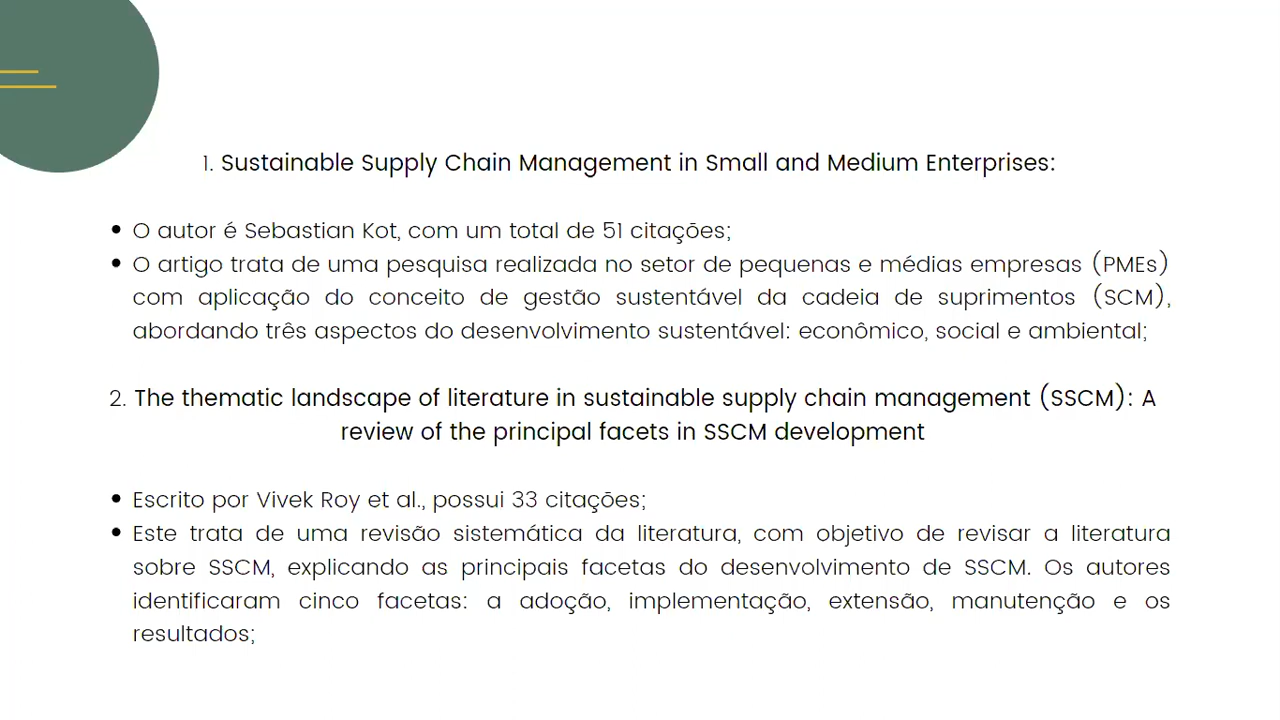 1. Sustainable Supply Chain Management in Small and Medium Enterprises:
• O autor é Sebastian Kot, com um total de 51 citações;
• O artigo trata de uma pesquisa realizada no setor de pequenas e médias empresas (PMEs)
com aplicação do conceito de gestão sustentável da cadeia de suprimentos (SCM),
abordando três aspectos do desenvolvimento sustentável: econômico, social e ambiental;
2. The thematic landscape of literature in sustainable supply chain management (SSCM): A
review of the principal facets in SSCM development
• Escrito por Vivek Roy et al., possui 33 citações;
• Este trata de uma revisão sistemática da literatura, com objetivo de revisar a literatura
sobre SSCM, explicando as principais facetas do desenvolvimento de SSCM. Os autores
identificaram cinco facetas: a adoção, implementação, extensão, manutenção e os
resultados;